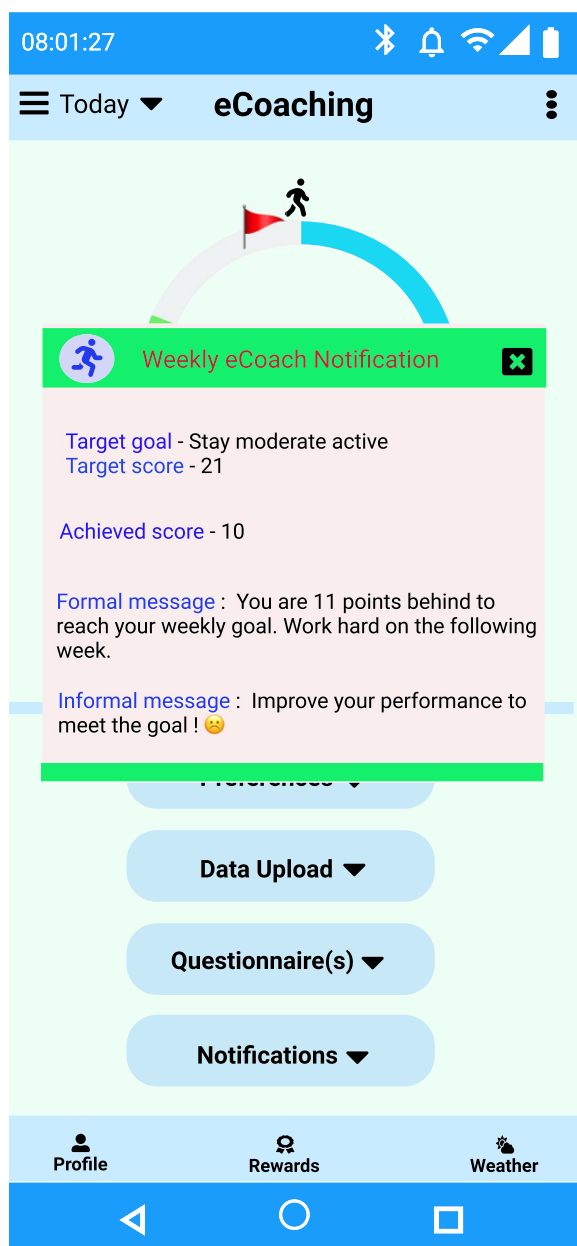 08:01:27
Today eCoaching
Weekly eCoach Notification
Target goal - Stay moderate active
Target score - 21
Achieved score - 10
Formal message :  You are 11 points behind to
reach your weekly goal. Work hard on the following
week.
Informal message :  Improve your performance to
meet the goal ! ☹️
Preferences
Data Upload
Questionnaire(s)
Notifications
Profile Rewards Weather